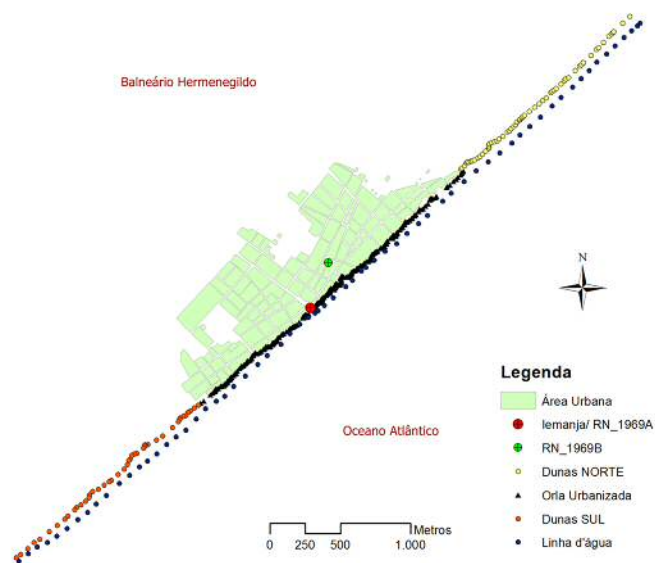 Balneário Hermenegildo
N
Oceano Atlântico
Legenda
Área Urbana
Iemanja/ RN_1969A
RN_1969B
Dunas NORTE
Orla Urbanizada
Dunas SUL
Linha d'água
Metros
0 250 500 1.000